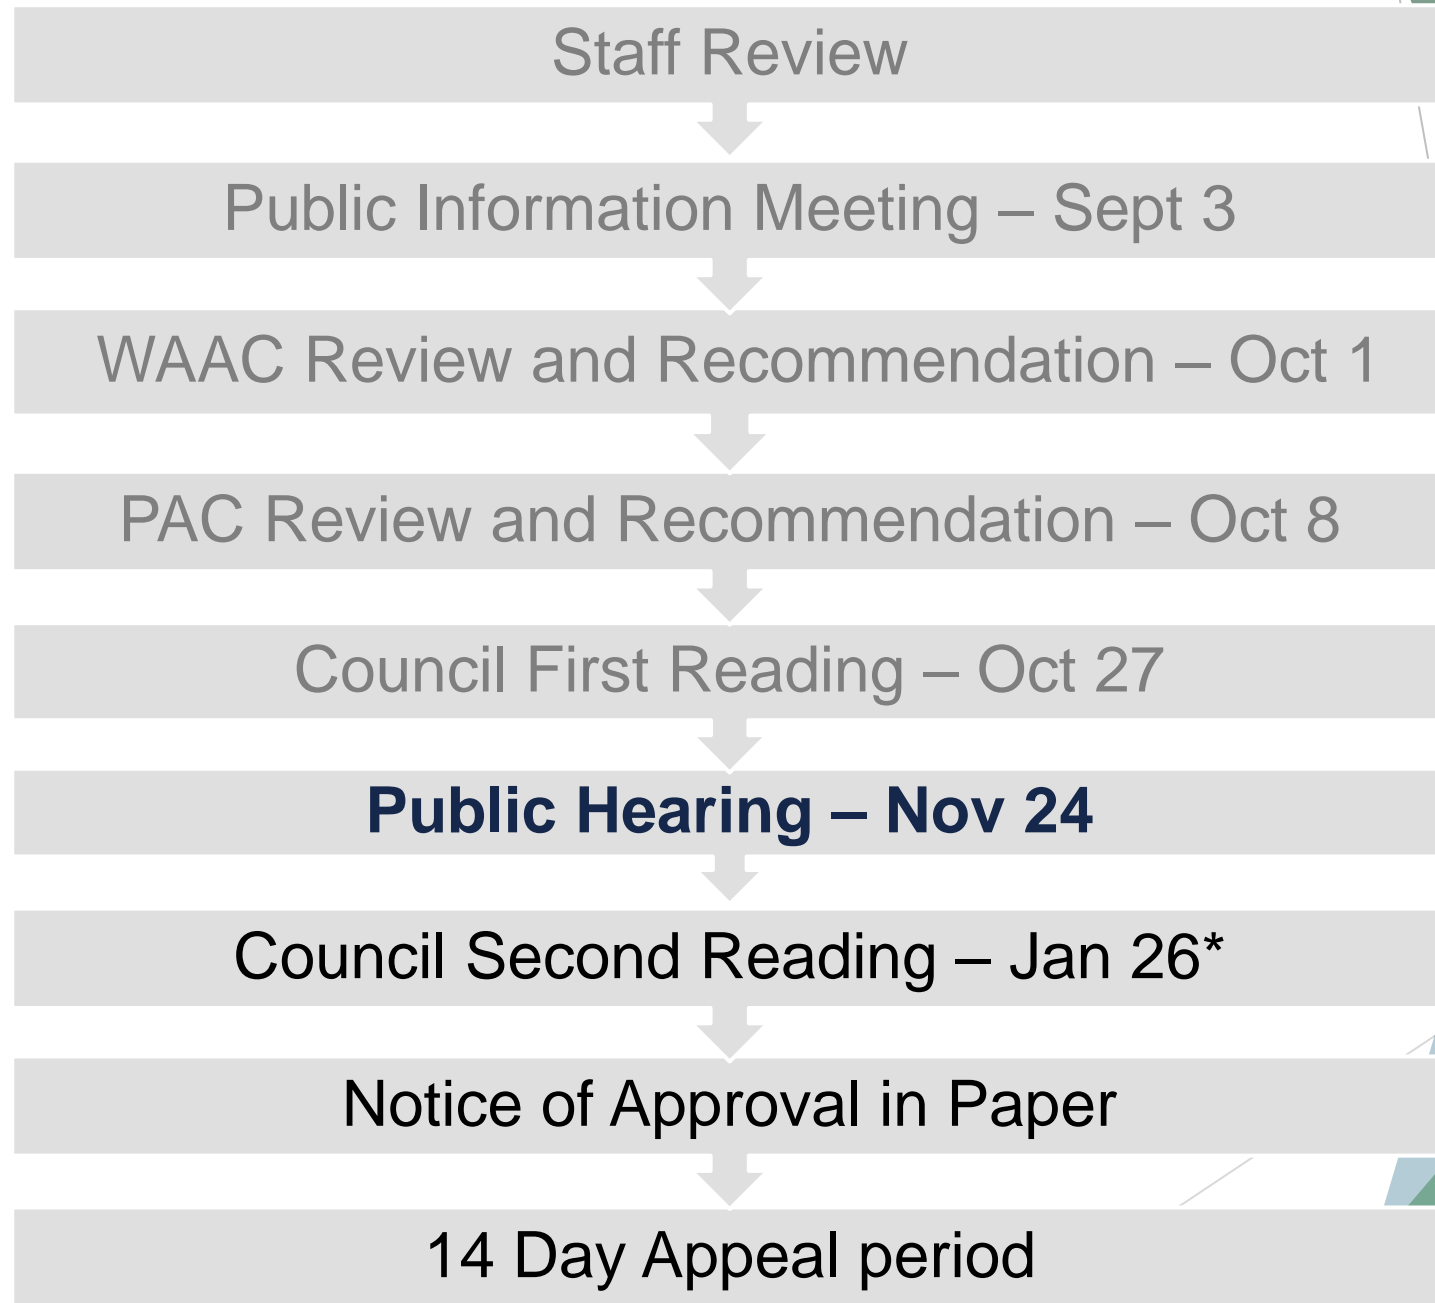 Staff Review
Public Information Meeting – Sept 3
WAAC Review and Recommendation – Oct 1
PAC Review and Recommendation – Oct 8
Council First Reading – Oct 27
Public Hearing – Nov 24
Council Second Reading – Jan 26*
Notice of Approval in Paper
14 Day Appeal period